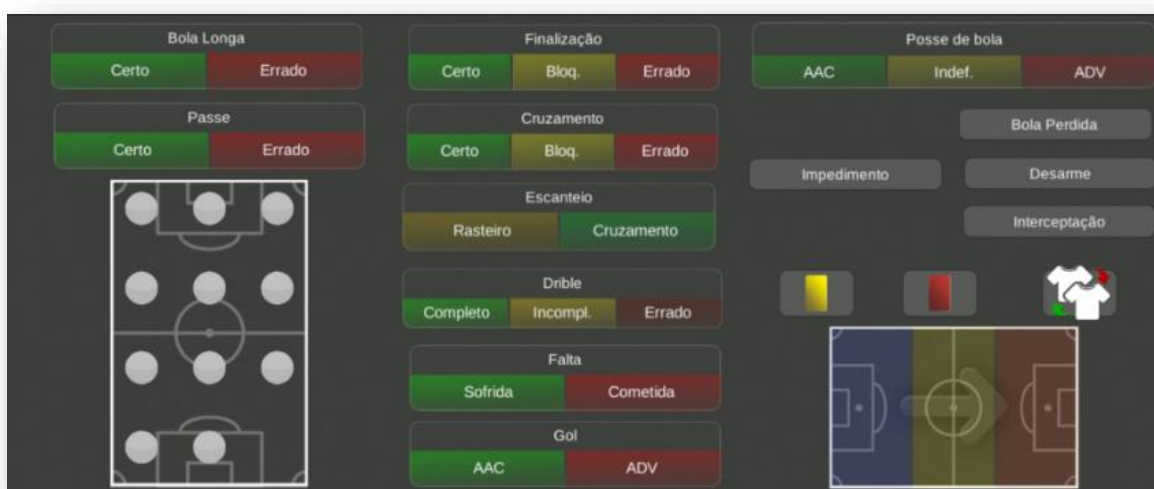 Bola Longa
Certo Errado
Passe
Certo Errado
Finalização
Certo Bloq. Errado
Cruzamento
Certo Bloq. Errado
Escanteio
Rasteiro Cruzamento
Drible
Completo Incompl. Errado
Falta
Sofrida Cometida
Gol
AAC ADV
Posse de bola
AAC Indef. ADV
Bola Perdida
Impedimento Desarme
Interceptação